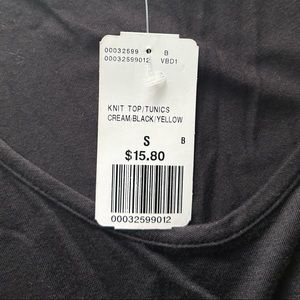 00032599 B
00032599012 VBD1
KNIT TOP/TUNICS
CREAM/BLACK/YELLOW
S B
$15.80
00032599012